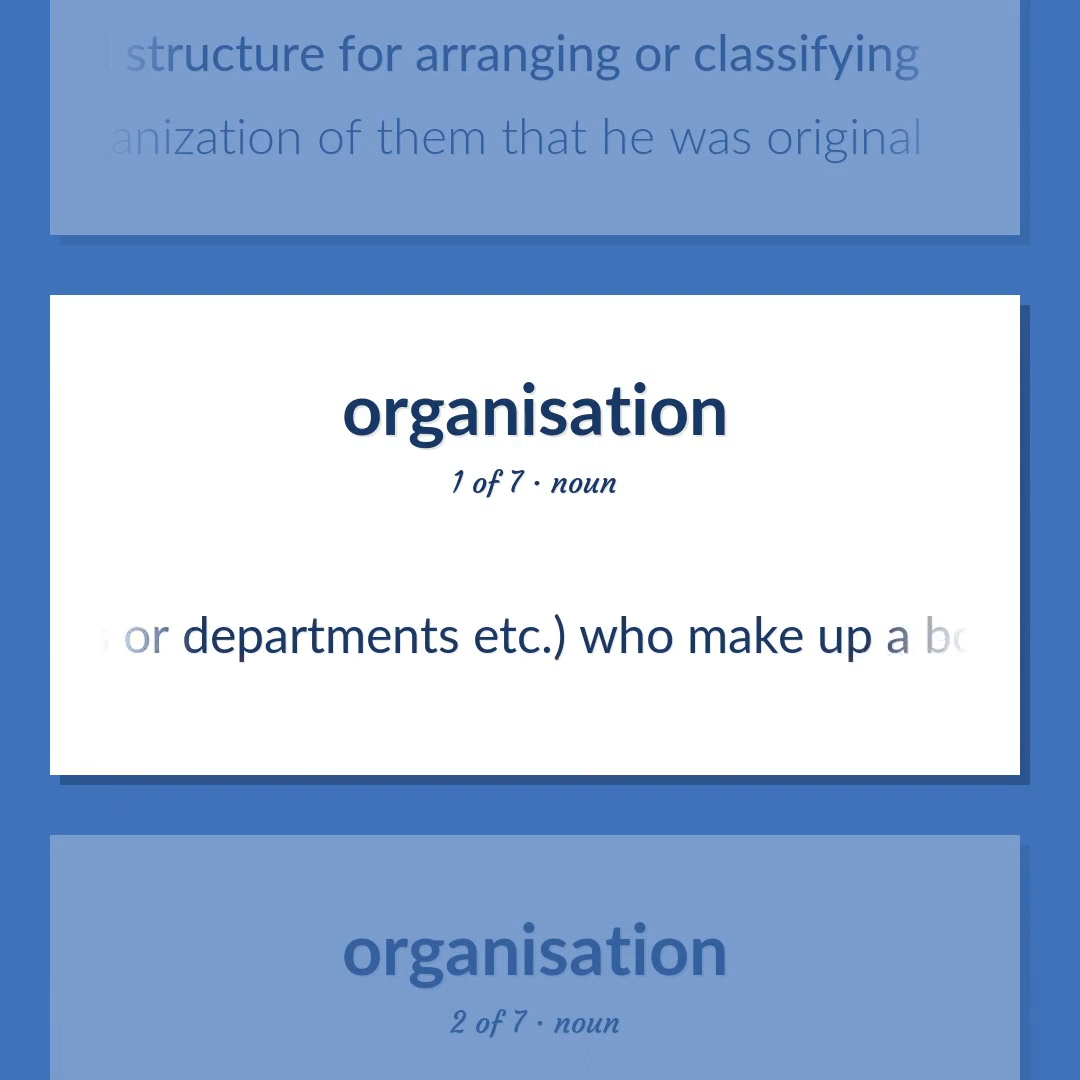 structure for arranging or classifying
of them that he was original
organisation
1 of 7 · noun
or departments etc.) who make up a
organisation
2 of 7 · noun